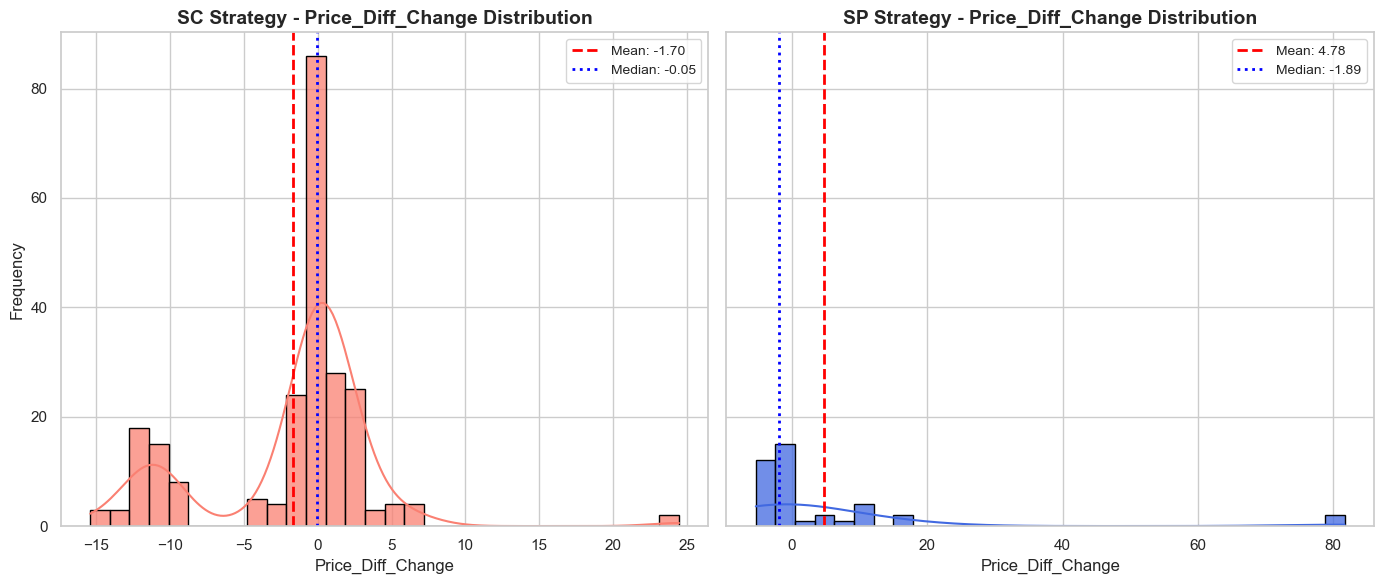 SC Strategy - Price_Diff_Change Distribution
Mean: -1.70
Median: -0.05
80
60
40
20
0
Frequency
−15
−10
−5
0
5
10
15
20
25
Price_Diff_Change
SP Strategy - Price_Diff_Change Distribution
Mean: 4.78
Median: -1.89
0
20
40
60
80
Price_Diff_Change